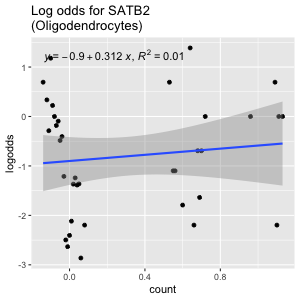 Log odds for SATB2
(Oligodendrocytes)
y = − 0.9 + 0.312 x, R² = 0.01
1
0
-1
-2
-3
logodds
0.0 0.4 0.8
count